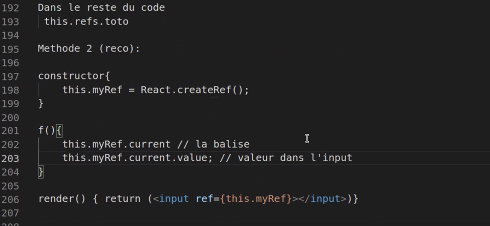 192 Dans le reste du code
193 this.refs.toto
194
195 Methode 2 (reco):
196
197 constructor{
198 this.myRef = React.createRef();
199 }
200
201 f(){
202 this.myRef.current // la balise
203 this.myRef.current.value; // valeur dans l'input
204 }
205
206 render() { return (<input ref={this.myRef}></input>)}
207